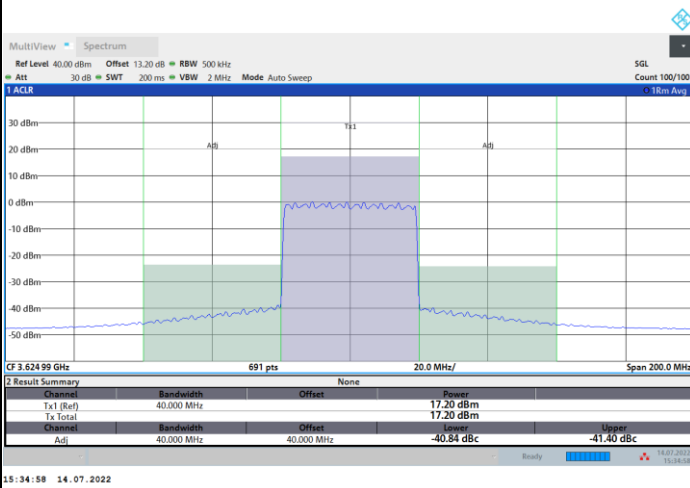 MultiView Spectrum
Ref Level 40.00 dBm Offset 13.20 dB RBW 500 kHz SGL
Att 30 dB SWT 200 ms VBW 2 MHz Mode Auto Sweep Count 100/100
1 ACLR 1Rm Avg
30 dBm
Tx1
20 dBm
Adj Adj
10 dBm
0 dBm
-10 dBm
-20 dBm
-30 dBm
-40 dBm
-50 dBm
CF 3.624 99 GHz 691 pts 20.0 MHz/ Span 200.0 MHz
2 Result Summary None
Channel Bandwidth Offset Power
Tx1 (Ref) 40.000 MHz 17.20 dBm
Tx Total 17.20 dBm
Channel Bandwidth Offset Lower Upper
Adj 40.000 MHz 40.000 MHz -40.84 dBc -41.40 dBc
Ready 14.07.2022
15:34:58
15:34:58 14.07.2022